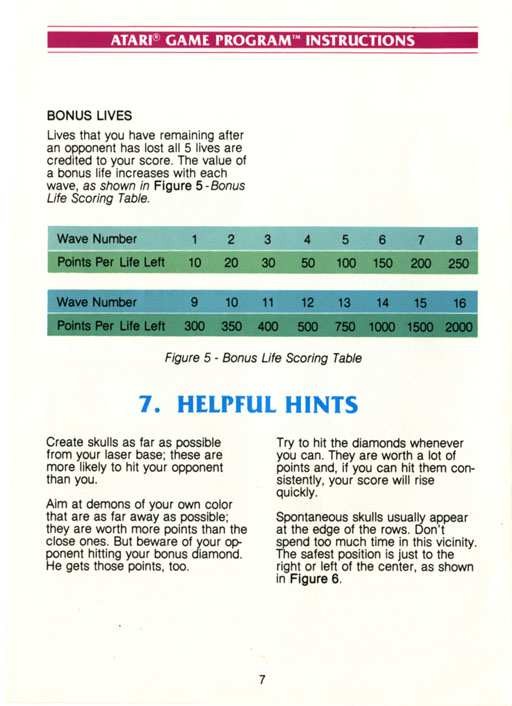 ATARI® GAME PROGRAM™ INSTRUCTIONS
BONUS LIVES
Lives that you have remaining after
an opponent has lost all 5 lives are
credited to your score. The value of
a bonus life increases with each
wave, as shown in Figure 5 - Bonus
Life Scoring Table.
Wave Number 1 2 3 4 5 6 7 8
Points Per Life Left 10 20 30 50 100 150 200 250
Wave Number 9 10 11 12 13 14 15 16
Points Per Life Left 300 350 400 500 750 1000 1500 2000
Figure 5 - Bonus Life Scoring Table
7. HELPFUL HINTS
Create skulls as far as possible
from your laser base; these are
more likely to hit your opponent
than you.
Aim at demons of your own color
that are as far away as possible;
they are worth more points than the
close ones. But beware of your op-
ponent hitting your bonus diamond.
He gets those points, too.
Try to hit the diamonds whenever
you can. They are worth a lot of
points and, if you can hit them con-
sistently, your score will rise
quickly.
Spontaneous skulls usually appear
at the edge of the rows. Don't
spend too much time in this vicinity.
The safest position is just to the
right or left of the center, as shown
in Figure 6.
7